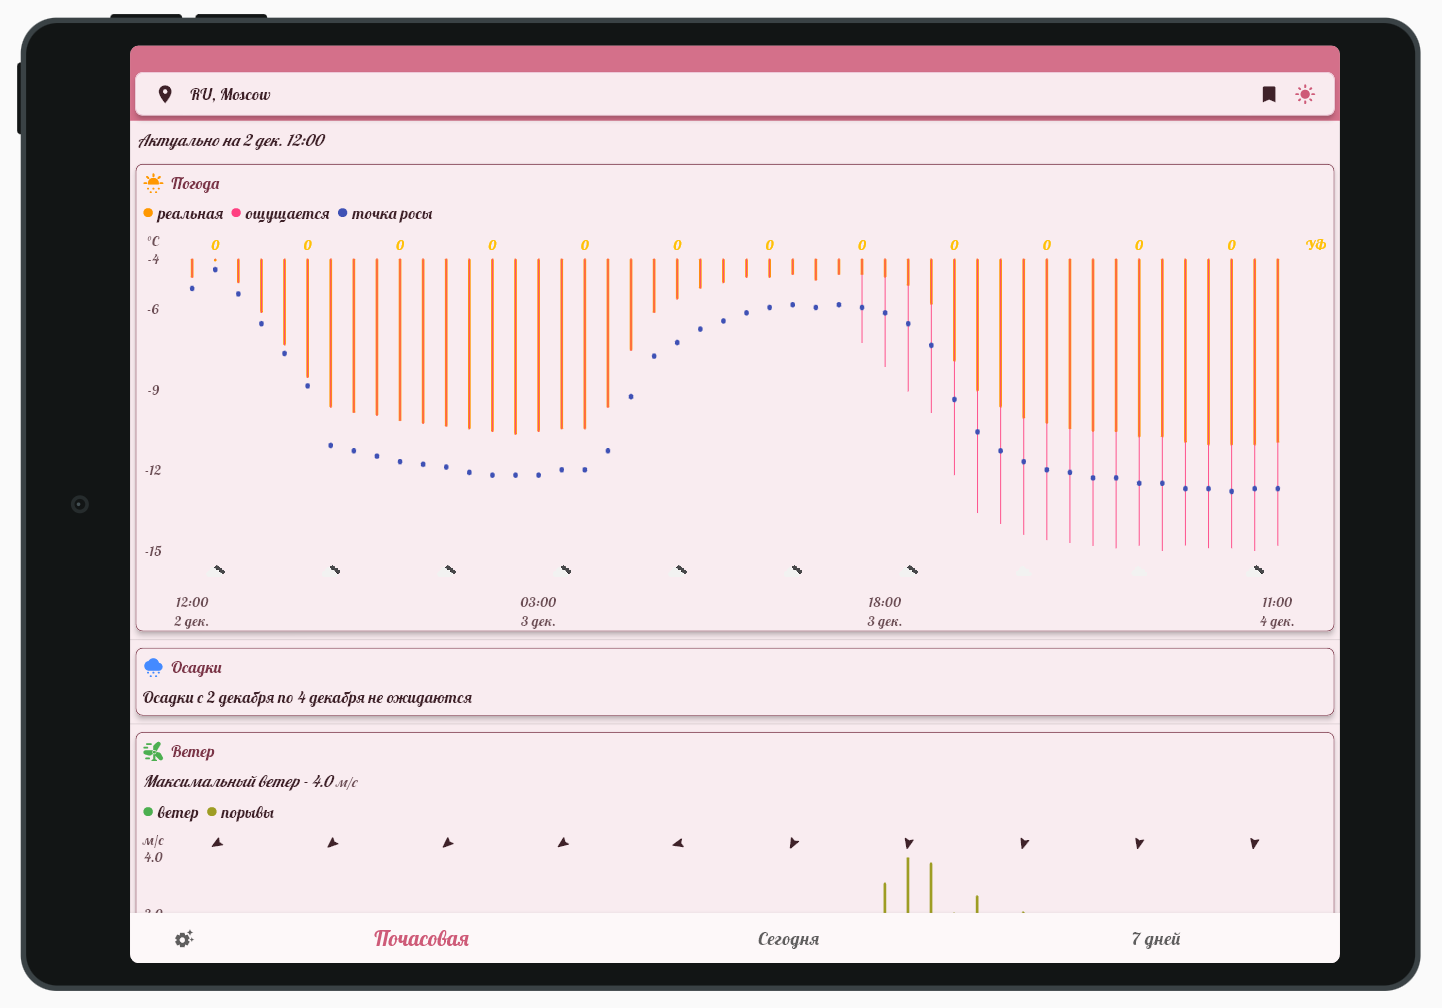 RU, Moscow
Актуально на 2 дек. 12:00
Погода
реальная ощущается точка росы
°C 0 0 0 0 0 0 0 0 0 0 0 0 УФ
-4
-6
-9
-12
-15
12:00 03:00 18:00 11:00
2 дек. 3 дек. 3 дек. 4 дек.
Осадки
Осадки с 2 декабря по 4 декабря не ожидаются
Ветер
Максимальный ветер - 4.0 м/с
ветер порывы
м/с
4.0
Почасовая Сегодня 7 дней